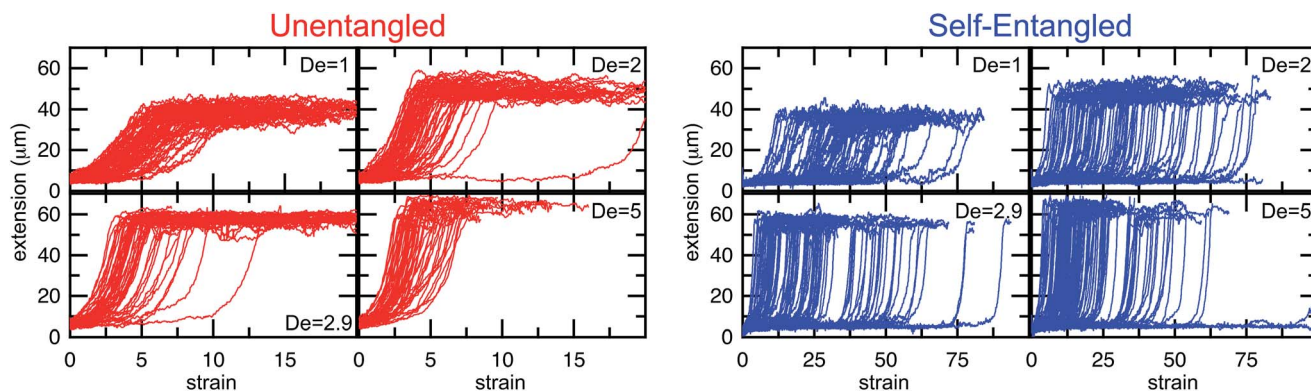 Unentangled
Self-Entangled
extension (μm)
60
40
20
0
De=1
De=2
60
40
20
0
De=2.9
De=5
0
5
10
15
0
5
10
15
strain
strain
extension (μm)
60
40
20
0
De=1
De=2
60
40
20
0
De=2.9
De=5
0
25
50
75
0
25
50
75
strain
strain